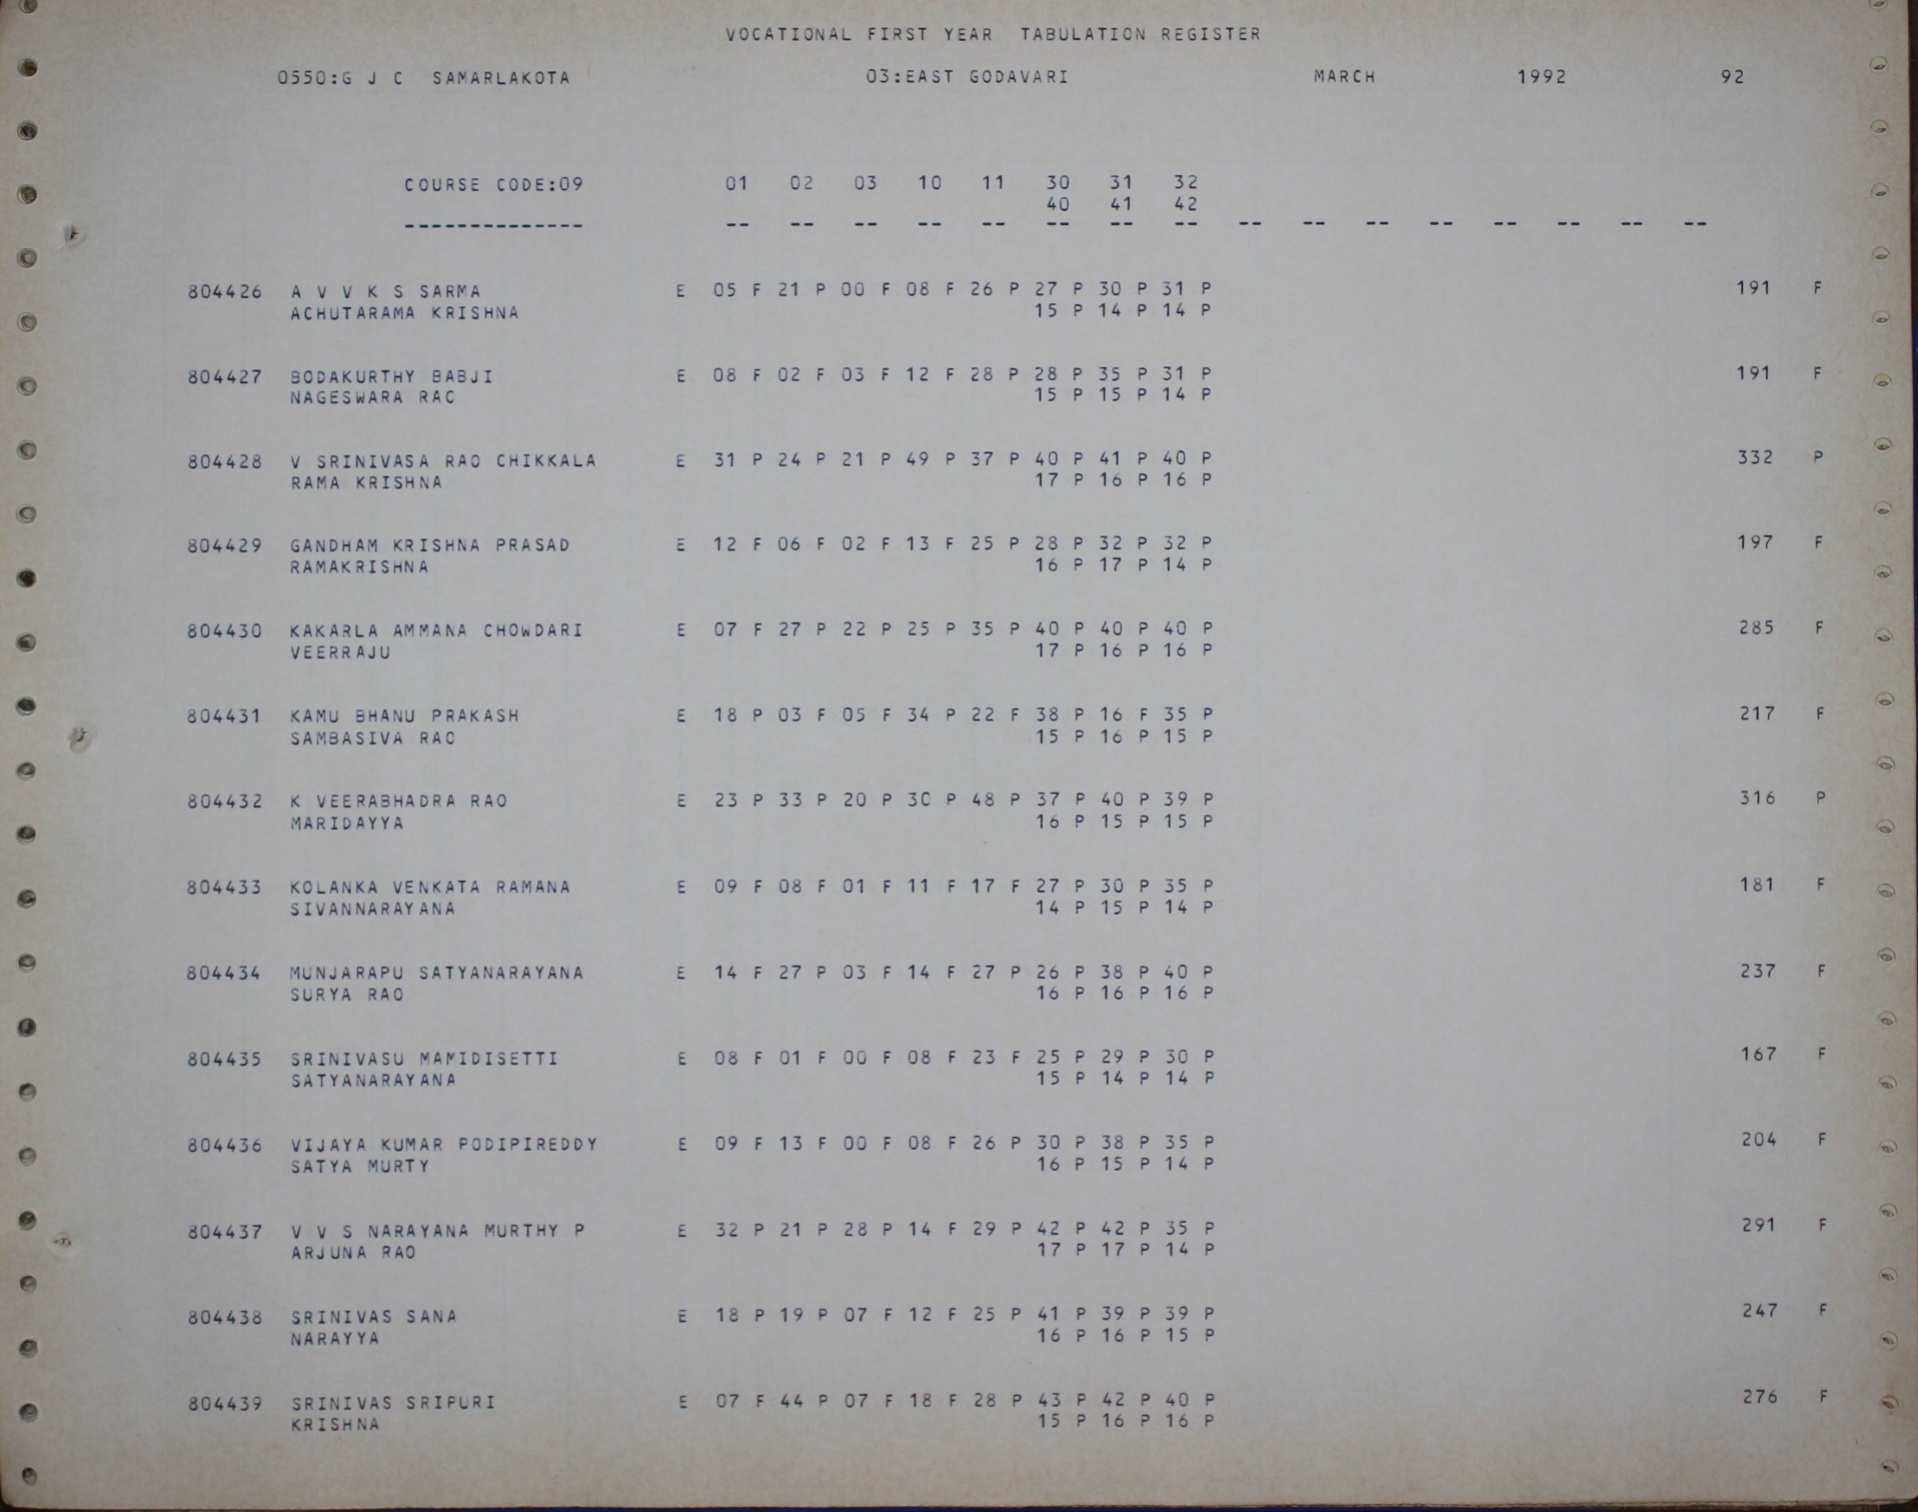 VOCATIONAL FIRST YEAR TABULATION REGISTER
0550:G J C SAMARLAKOTA 03:EAST GODAVARI MARCH 1992 92
COURSE CODE:09 01 02 03 10 11 30 31 32
40 41 42
-------------- -- -- -- -- -- -- -- -- -- -- -- -- -- -- -- --
804426 A V V K S SARMA E 05 F 21 P 00 F 08 F 26 P 27 P 30 P 31 P 191 F
ACHUTARAMA KRISHNA 15 P 14 P 14 P
804427 BODAKURTHY BABJI E 08 F 02 F 03 F 12 F 28 P 28 P 35 P 31 P 191 F
NAGESWARA RAO 15 P 15 P 14 P
804428 V SRINIVASA RAO CHIKKALA E 31 P 24 P 21 P 49 P 37 P 40 P 41 P 40 P 332 P
RAMA KRISHNA 17 P 16 P 16 P
804429 GANDHAM KRISHNA PRASAD E 12 F 06 F 02 F 13 F 25 P 28 P 32 P 32 P 197 F
RAMAKRISHNA 16 P 17 P 14 P
804430 KAKARLA AMMANA CHOWDARI E 07 F 27 P 22 P 25 P 35 P 40 P 40 P 40 P 285 F
VEERRAJU 17 P 16 P 16 P
804431 KAMU BHANU PRAKASH E 18 P 03 F 05 F 34 P 22 F 38 P 16 F 35 P 217 F
SAMBASIVA RAO 15 P 16 P 15 P
804432 K VEERABHADRA RAO E 23 P 33 P 20 P 30 P 48 P 37 P 40 P 39 P 316 P
MARIDAYYA 16 P 15 P 15 P
804433 KOLANKA VENKATA RAMANA E 09 F 08 F 01 F 11 F 17 F 27 P 30 P 35 P 181 F
SIVANNARAYANA 14 P 15 P 14 P
804434 MUNJARAPU SATYANARAYANA E 14 F 27 P 03 F 14 F 27 P 26 P 38 P 40 P 237 F
SURYA RAO 16 P 16 P 16 P
804435 SRINIVASU MAMIDISETTI E 08 F 01 F 00 F 08 F 23 F 25 P 29 P 30 P 167 F
SATYANARAYANA 15 P 14 P 14 P
804436 VIJAYA KUMAR PODIPIREDDY E 09 F 13 F 00 F 08 F 26 P 30 P 38 P 35 P 204 F
SATYA MURTY 16 P 15 P 14 P
804437 V V S NARAYANA MURTHY P E 32 P 21 P 28 P 14 F 29 P 42 P 42 P 35 P 291 F
ARJUNA RAO 17 P 17 P 14 P
804438 SRINIVAS SANA E 18 P 19 P 07 F 12 F 25 P 41 P 39 P 39 P 247 F
NARAYYA 16 P 16 P 15 P
804439 SRINIVAS SRIPURI E 07 F 44 P 07 F 18 F 28 P 43 P 42 P 40 P 276 F
KRISHNA 15 P 16 P 16 P